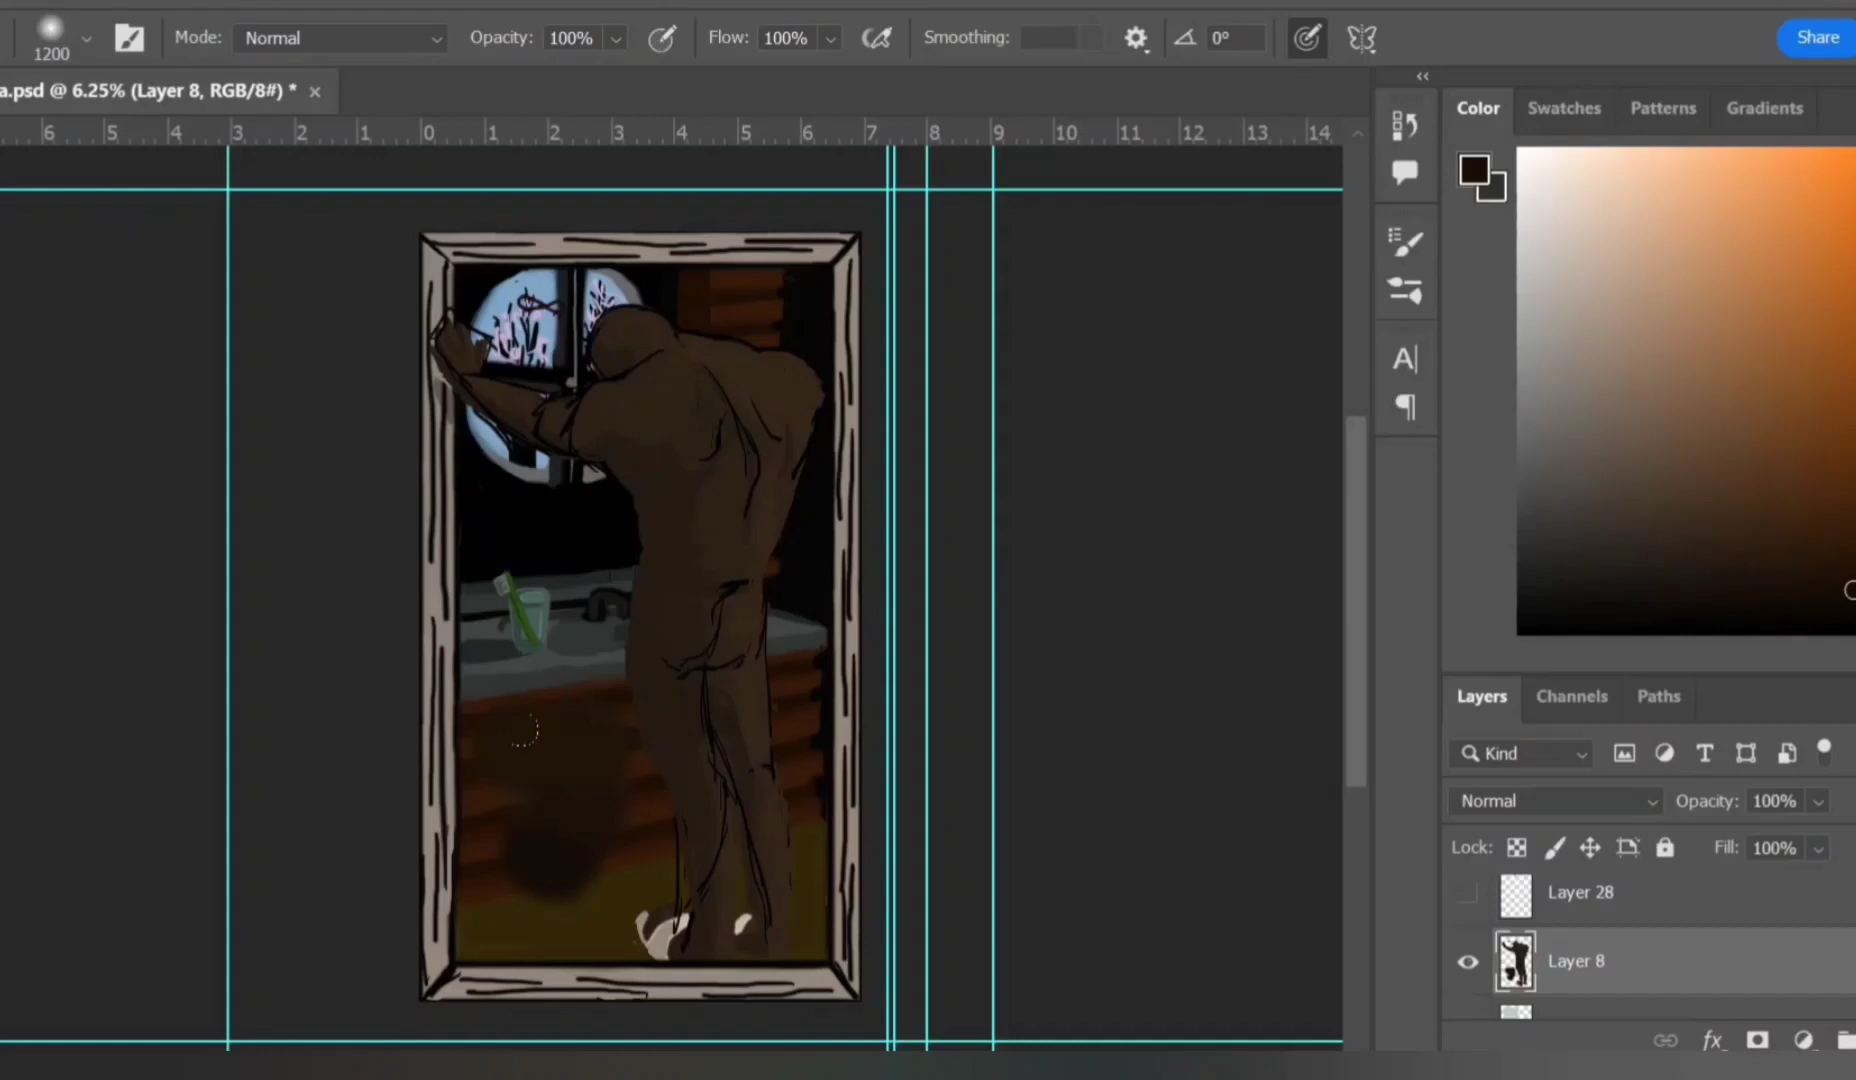 1200
Mode: Normal Opacity: 100% Flow: 100% Smoothing: 0° Share
a.psd @ 6.25% (Layer 8, RGB/8#) * ×
6 5 4 3 2 1 0 1 2 3 4 5 6 7 8 9 10 11 12 13 14
Color Swatches Patterns Gradients
A|
¶
Layers Channels Paths
Kind T
Normal Opacity: 100%
Lock: Fill: 100%
Layer 28
Layer 8
fx